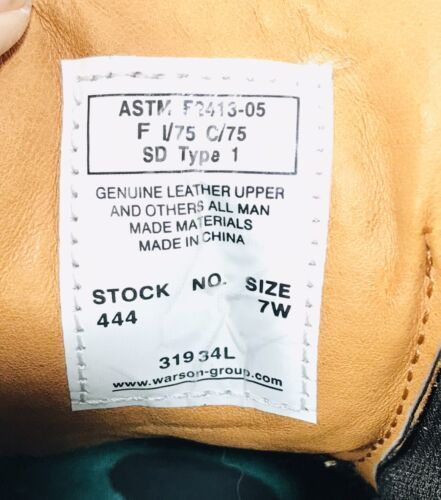 ASTM F2413-05
F I/75 C/75
SD Type 1
GENUINE LEATHER UPPER
AND OTHERS ALL MAN
MADE MATERIALS
MADE IN CHINA
STOCK NO. SIZE
444 7W
31934L
www.warson-group.com